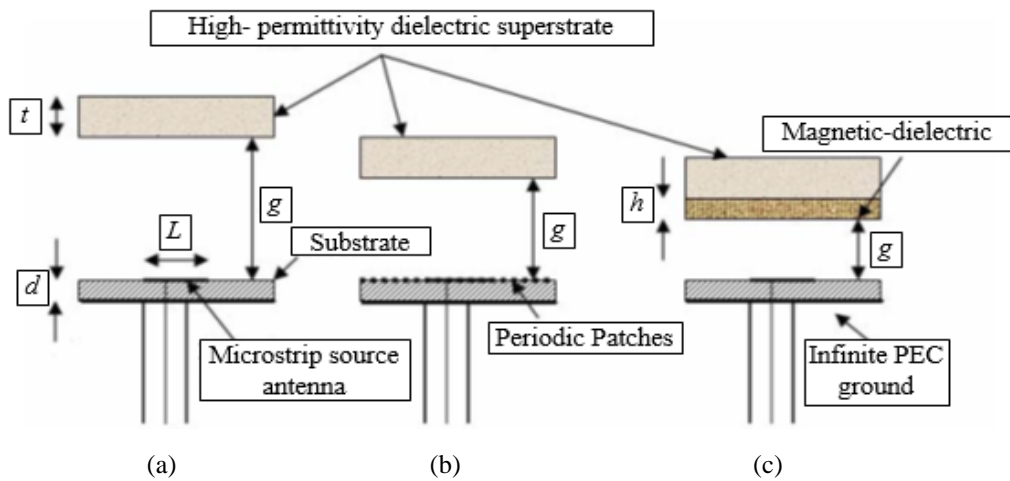 High- permittivity dielectric superstrate
t
Magnetic-dielectric
h
g
g
g
L
Substrate
d
Microstrip source
antenna
Periodic Patches
Infinite PEC
ground
(a)
(b)
(c)